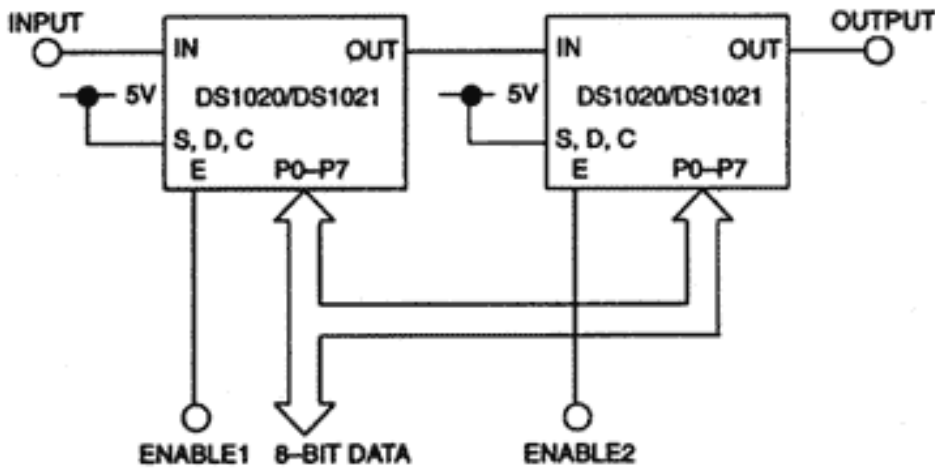 INPUT
OUTPUT
IN
OUT
IN
OUT
5V
DS1020/DS1021
5V
DS1020/DS1021
S, D, C
S, D, C
E
P0–P7
E
P0–P7
ENABLE1
8–BIT DATA
ENABLE2